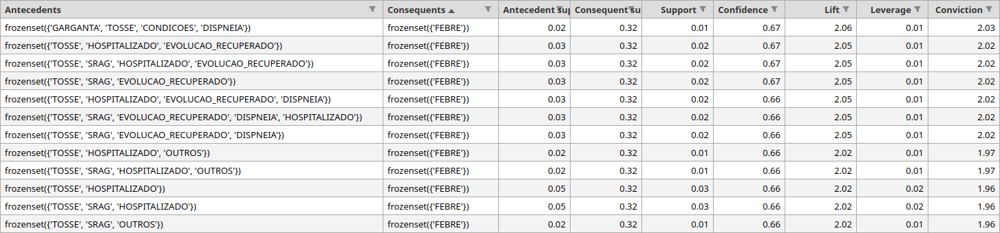 Antecedents Consequents Antecedent sup Consequent su Support Confidence Lift Leverage Conviction
frozenset({'GARGANTA', 'TOSSE', 'CONDICOES', 'DISPNEIA'}) frozenset({'FEBRE'}) 0.02 0.32 0.01 0.67 2.06 0.01 2.03
frozenset({'TOSSE', 'HOSPITALIZADO', 'EVOLUCAO_RECUPERADO'}) frozenset({'FEBRE'}) 0.03 0.32 0.02 0.67 2.05 0.01 2.02
frozenset({'TOSSE', 'SRAG', 'HOSPITALIZADO', 'EVOLUCAO_RECUPERADO'}) frozenset({'FEBRE'}) 0.03 0.32 0.02 0.67 2.05 0.01 2.02
frozenset({'TOSSE', 'SRAG', 'EVOLUCAO_RECUPERADO'}) frozenset({'FEBRE'}) 0.03 0.32 0.02 0.67 2.05 0.01 2.02
frozenset({'TOSSE', 'HOSPITALIZADO', 'EVOLUCAO_RECUPERADO', 'DISPNEIA'}) frozenset({'FEBRE'}) 0.03 0.32 0.02 0.66 2.05 0.01 2.02
frozenset({'TOSSE', 'SRAG', 'EVOLUCAO_RECUPERADO', 'DISPNEIA', 'HOSPITALIZADO'}) frozenset({'FEBRE'}) 0.03 0.32 0.02 0.66 2.05 0.01 2.02
frozenset({'TOSSE', 'SRAG', 'EVOLUCAO_RECUPERADO', 'DISPNEIA'}) frozenset({'FEBRE'}) 0.03 0.32 0.02 0.66 2.05 0.01 2.02
frozenset({'TOSSE', 'HOSPITALIZADO', 'OUTROS'}) frozenset({'FEBRE'}) 0.02 0.32 0.01 0.66 2.02 0.01 1.97
frozenset({'TOSSE', 'SRAG', 'HOSPITALIZADO', 'OUTROS'}) frozenset({'FEBRE'}) 0.02 0.32 0.01 0.66 2.02 0.01 1.97
frozenset({'TOSSE', 'HOSPITALIZADO'}) frozenset({'FEBRE'}) 0.05 0.32 0.03 0.66 2.02 0.02 1.96
frozenset({'TOSSE', 'SRAG', 'HOSPITALIZADO'}) frozenset({'FEBRE'}) 0.05 0.32 0.03 0.66 2.02 0.02 1.96
frozenset({'TOSSE', 'SRAG', 'OUTROS'}) frozenset({'FEBRE'}) 0.02 0.32 0.01 0.66 2.02 0.01 1.96